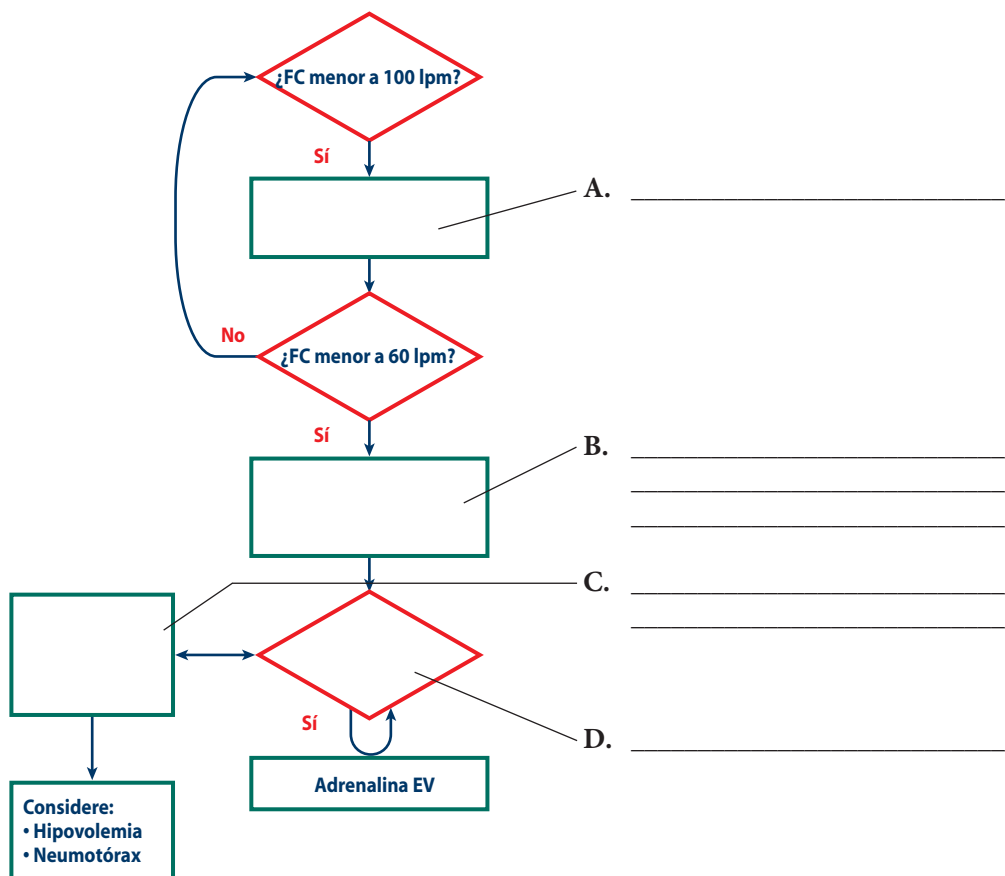 ¿FC menor a 100 lpm?
Sí
A.
No
¿FC menor a 60 lpm?
Sí
B.
C.
Sí
D.
Adrenalina EV
Considere:
• Hipovolemia
• Neumotórax